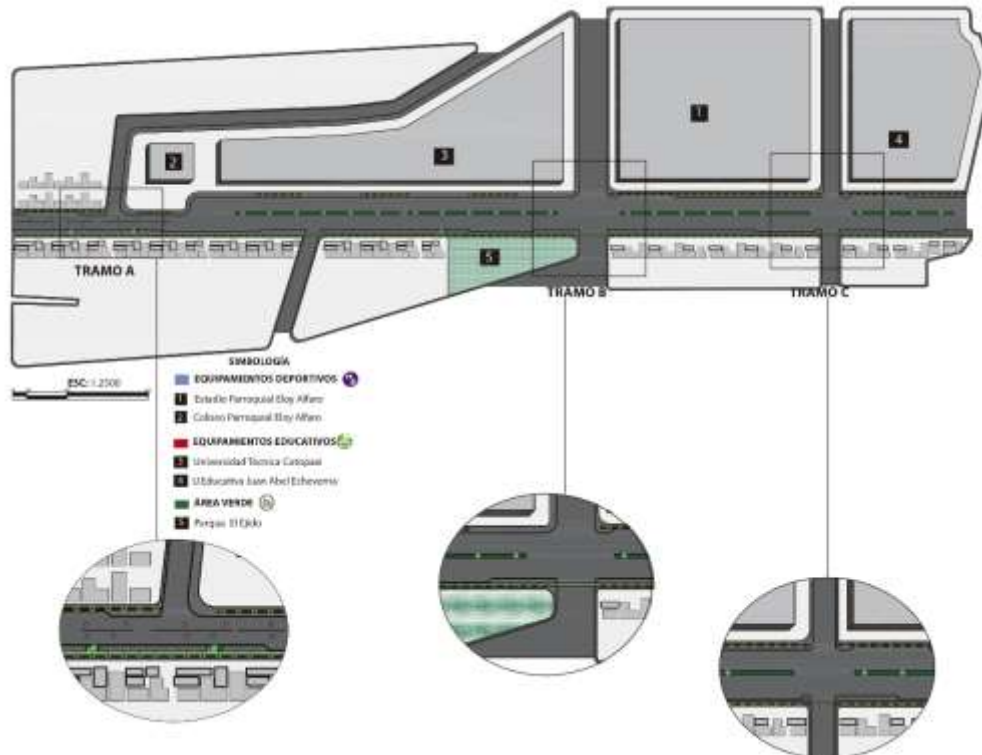 2
3
1
4
5
TRAMO A
TRAMO B
TRAMO C
SIMBOLOGÍA
ESC: 1.2500
EQUIPAMIENTOS DEPORTIVOS
1 Estadio Parroquial Eloy Alfaro
2 Coliseo Parroquial Eloy Alfaro
EQUIPAMIENTOS EDUCATIVOS
3 Universidad Técnica Cotopaxi
4 U.Educativa Juan Abel Echeverria
ÁREA VERDE
5 Parque El Ejido